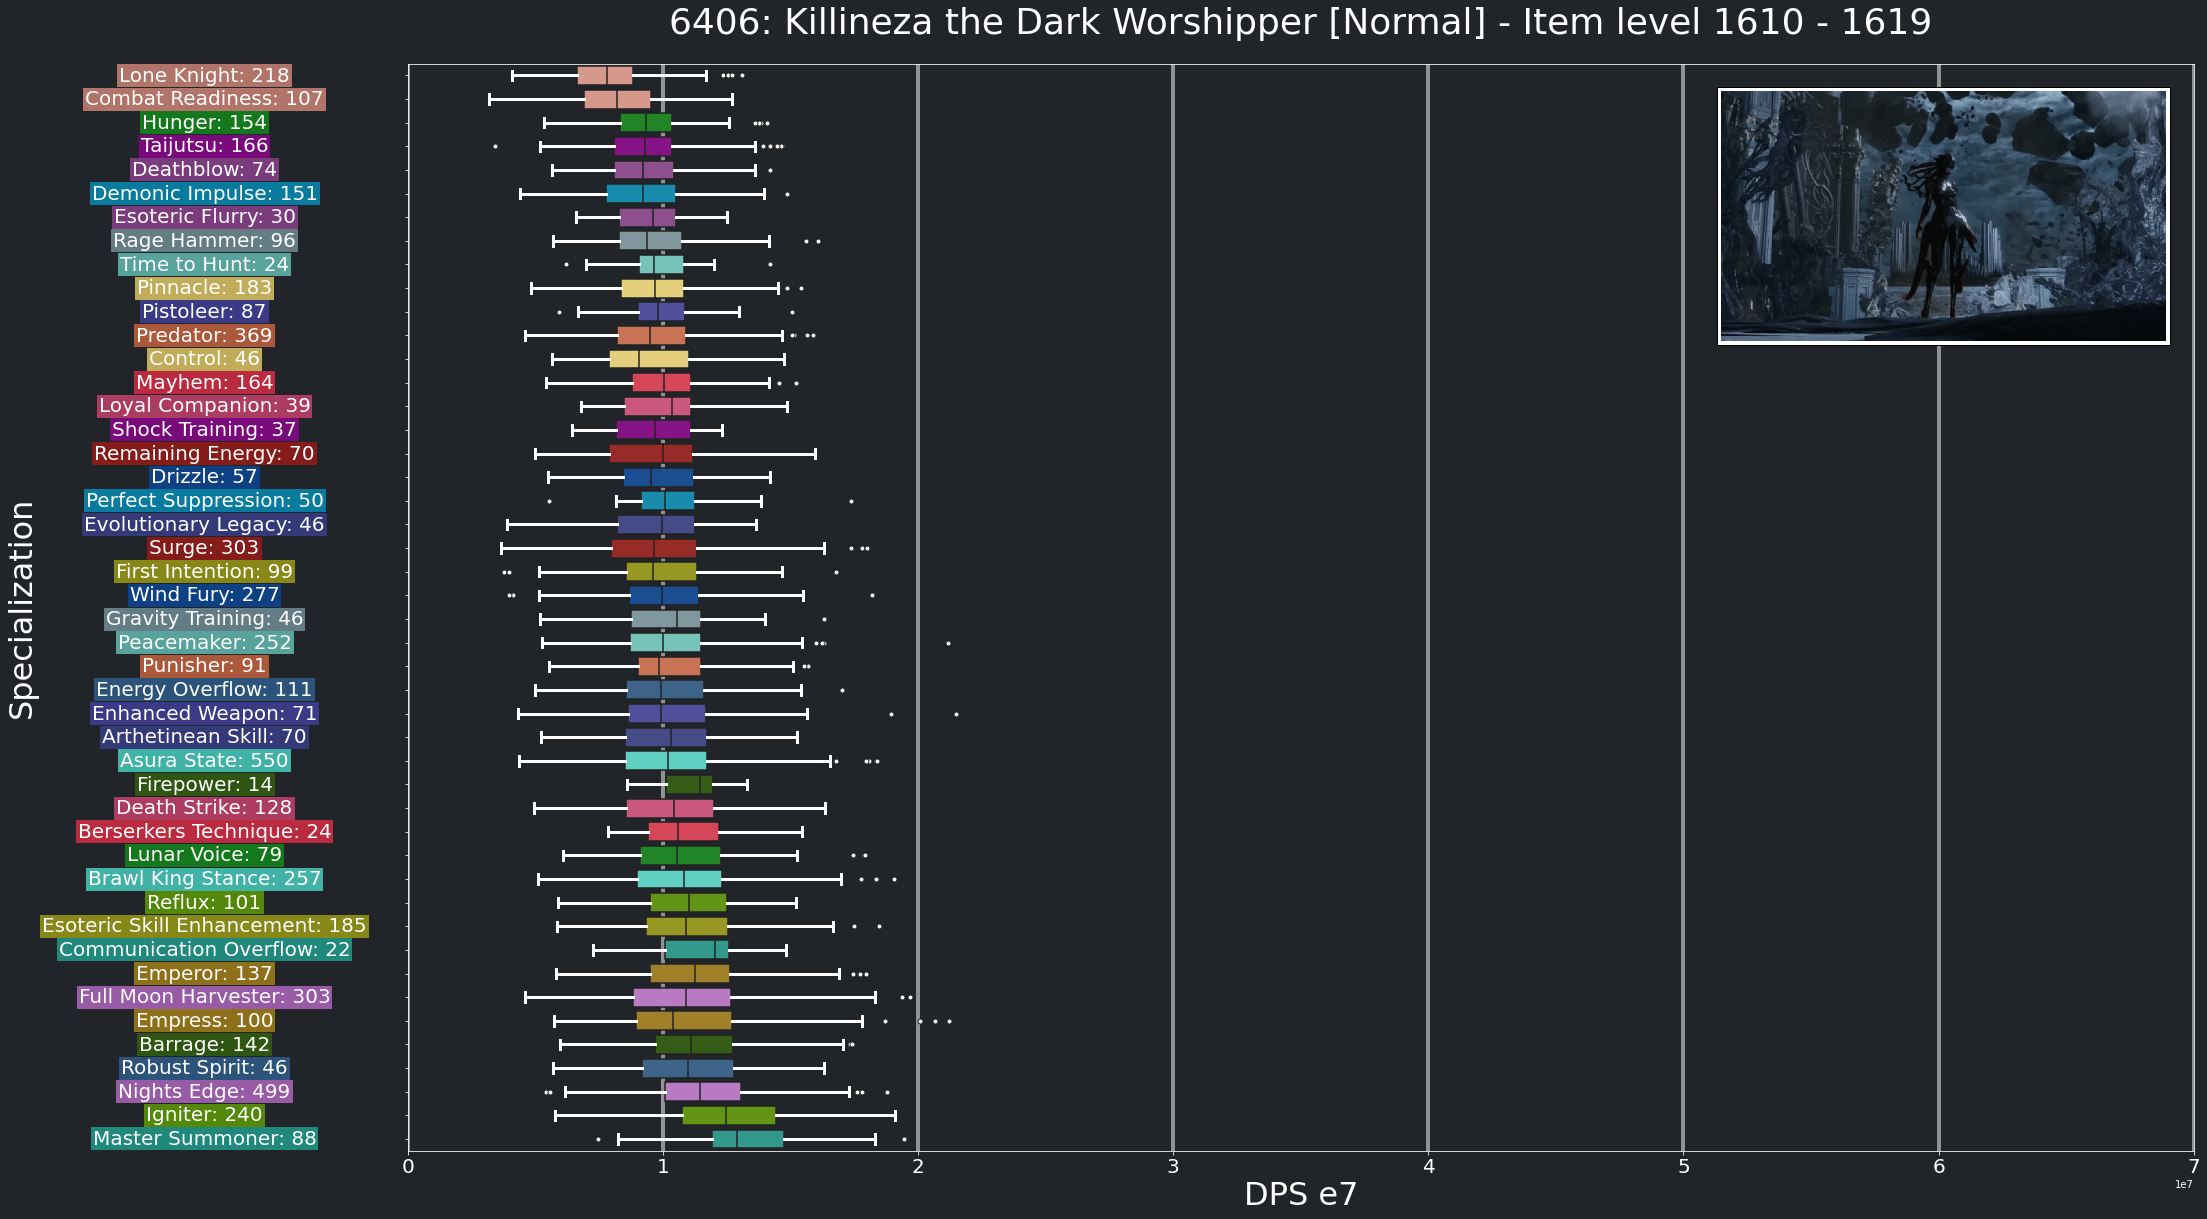 6406: Killineza the Dark Worshipper [Normal] - Item level 1610 - 1619
Specialization
Lone Knight: 218
Combat Readiness: 107
Hunger: 154
Taijutsu: 166
Deathblow: 74
Demonic Impulse: 151
Esoteric Flurry: 30
Rage Hammer: 96
Time to Hunt: 24
Pinnacle: 183
Pistoleer: 87
Predator: 369
Control: 46
Mayhem: 164
Loyal Companion: 39
Shock Training: 37
Remaining Energy: 70
Drizzle: 57
Perfect Suppression: 50
Evolutionary Legacy: 46
Surge: 303
First Intention: 99
Wind Fury: 277
Gravity Training: 46
Peacemaker: 252
Punisher: 91
Energy Overflow: 111
Enhanced Weapon: 71
Arthetinean Skill: 70
Asura State: 550
Firepower: 14
Death Strike: 128
Berserkers Technique: 24
Lunar Voice: 79
Brawl King Stance: 257
Reflux: 101
Esoteric Skill Enhancement: 185
Communication Overflow: 22
Emperor: 137
Full Moon Harvester: 303
Empress: 100
Barrage: 142
Robust Spirit: 46
Nights Edge: 499
Igniter: 240
Master Summoner: 88
0 1 2 3 4 5 6 7
1e7
DPS e7